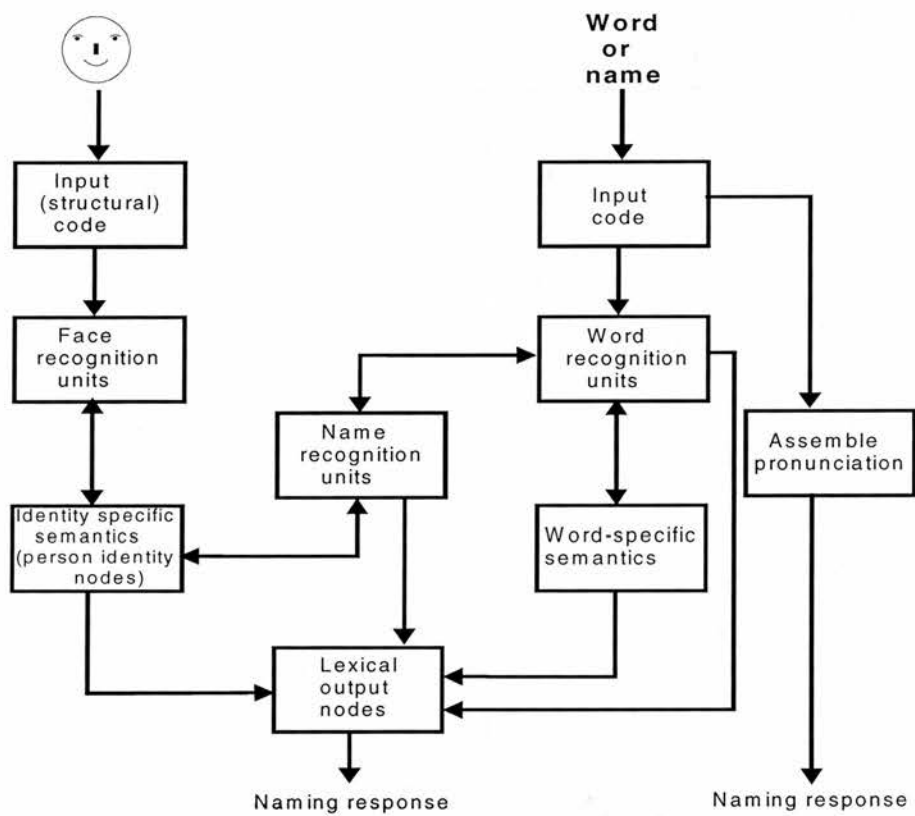 Word
or
name
Input
(structural)
code
Input
code
Face
recognition
units
Word
recognition
units
Name
recognition
units
Assemble
pronunciation
Identity specific
semantics
(person identity
nodes)
Word-specific
semantics
Lexical
output
nodes
Naming response
Naming response